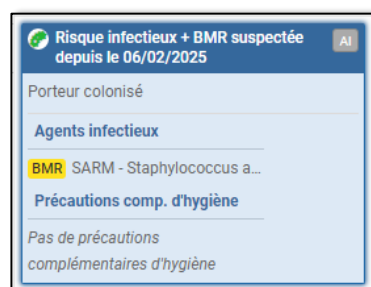 Risque infectieux + BMR suspectée
depuis le 06/02/2025
AI
Porteur colonisé
Agents infectieux
BMR SARM - Staphylococcus a...
Précautions comp. d'hygiène
Pas de précautions
complémentaires d'hygiène